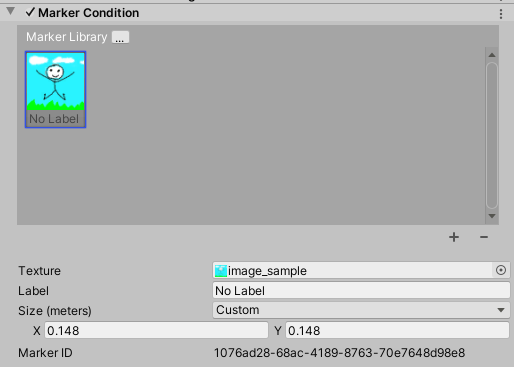 Marker Condition
Marker Library ...
No Label
Texture image_sample
Label No Label
Size (meters) Custom
X 0.148 Y 0.148
Marker ID 1076ad28-68ac-4189-8763-70e7648d98e8